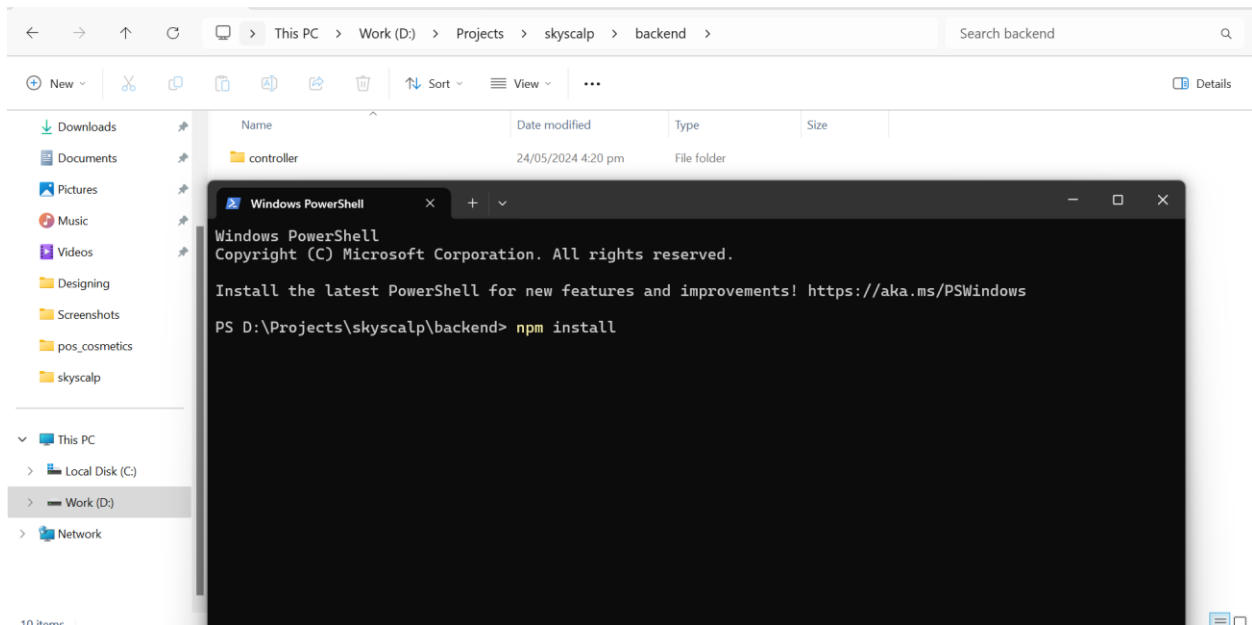 This PC > Work (D:) > Projects > skyscalp > backend >
Search backend
New
Sort
View
Details
Downloads
Documents
Pictures
Music
Videos
Designing
Screenshots
pos_cosmetics
skyscalp
This PC
Local Disk (C:)
Work (D:)
Network
10 items
Name Date modified Type Size
controller 24/05/2024 4:20 pm File folder
Windows PowerShell
Windows PowerShell
Copyright (C) Microsoft Corporation. All rights reserved.
Install the latest PowerShell for new features and improvements! https://aka.ms/PSWindows
PS D:\Projects\skyscalp\backend> npm install